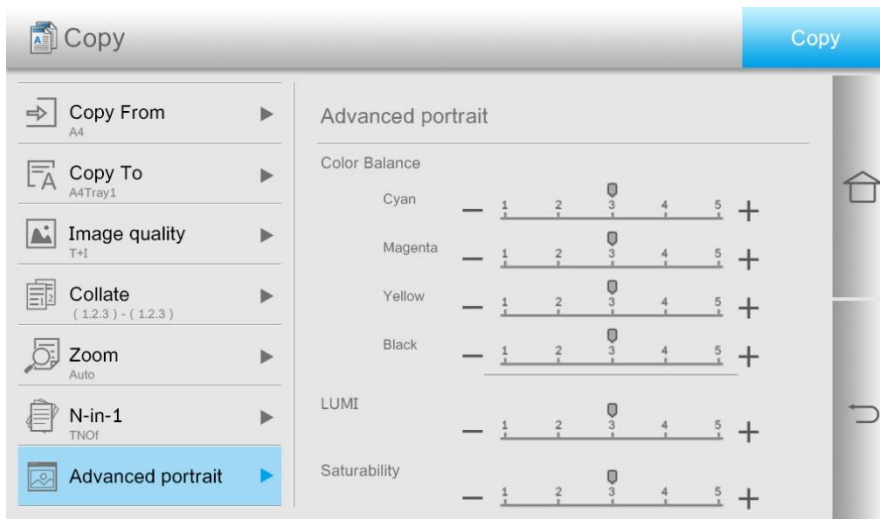 Copy
Copy
Copy From
A4
Copy To
A4Tray1
Image quality
T+I
Collate
( 1.2.3 ) - ( 1.2.3 )
Zoom
Auto
N-in-1
TNOf
Advanced portrait
Advanced portrait
Color Balance
Cyan
1 2 3 4 5
Magenta
1 2 3 4 5
Yellow
1 2 3 4 5
Black
1 2 3 4 5
LUMI
1 2 3 4 5
Saturability
1 2 3 4 5